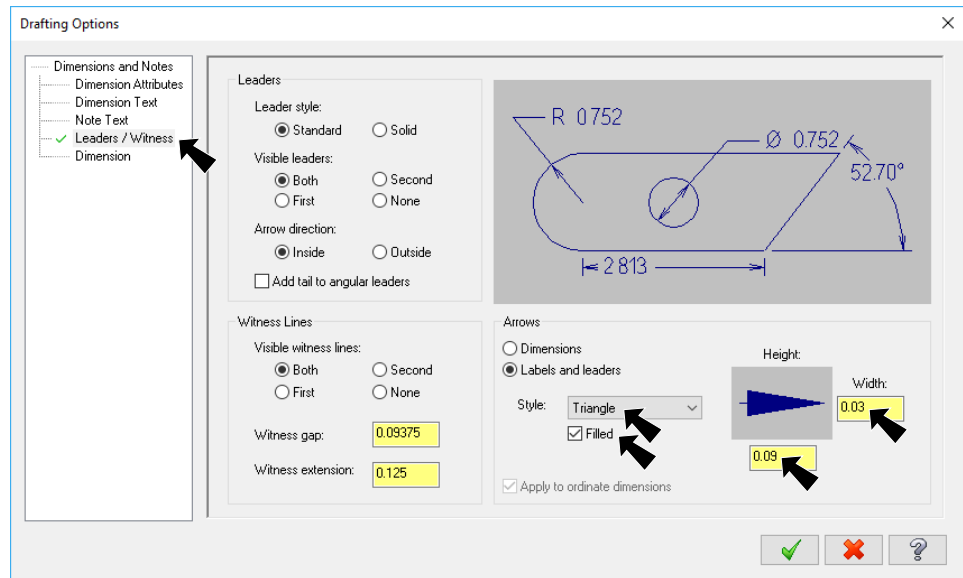 Drafting Options
Dimensions and Notes
Dimension Attributes
Dimension Text
Note Text
Leaders / Witness
Dimension
Leaders
Leader style:
Standard Solid
Visible leaders:
Both Second
First None
Arrow direction:
Inside Outside
Add tail to angular leaders
R 0.752
Ø 0.752
52.70°
2.813
Witness Lines
Visible witness lines:
Both Second
First None
Witness gap: 0.09375
Witness extension: 0.125
Arrows
Dimensions
Labels and leaders
Style: Triangle
Filled
Height:
Width:
0.03
0.09
Apply to ordinate dimensions